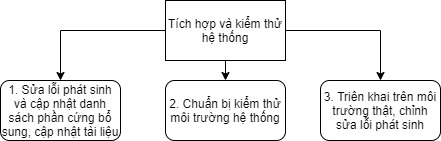 Tích hợp và kiểm thử
hệ thống
1. Sửa lỗi phát sinh
và cập nhật danh
sách phần cứng bổ
sung, cập nhật tài liệu
2. Chuẩn bị kiểm thử
môi trường hệ thống
3. Triên khai trên môi
trường thật, chỉnh
sửa lỗi phát sinh